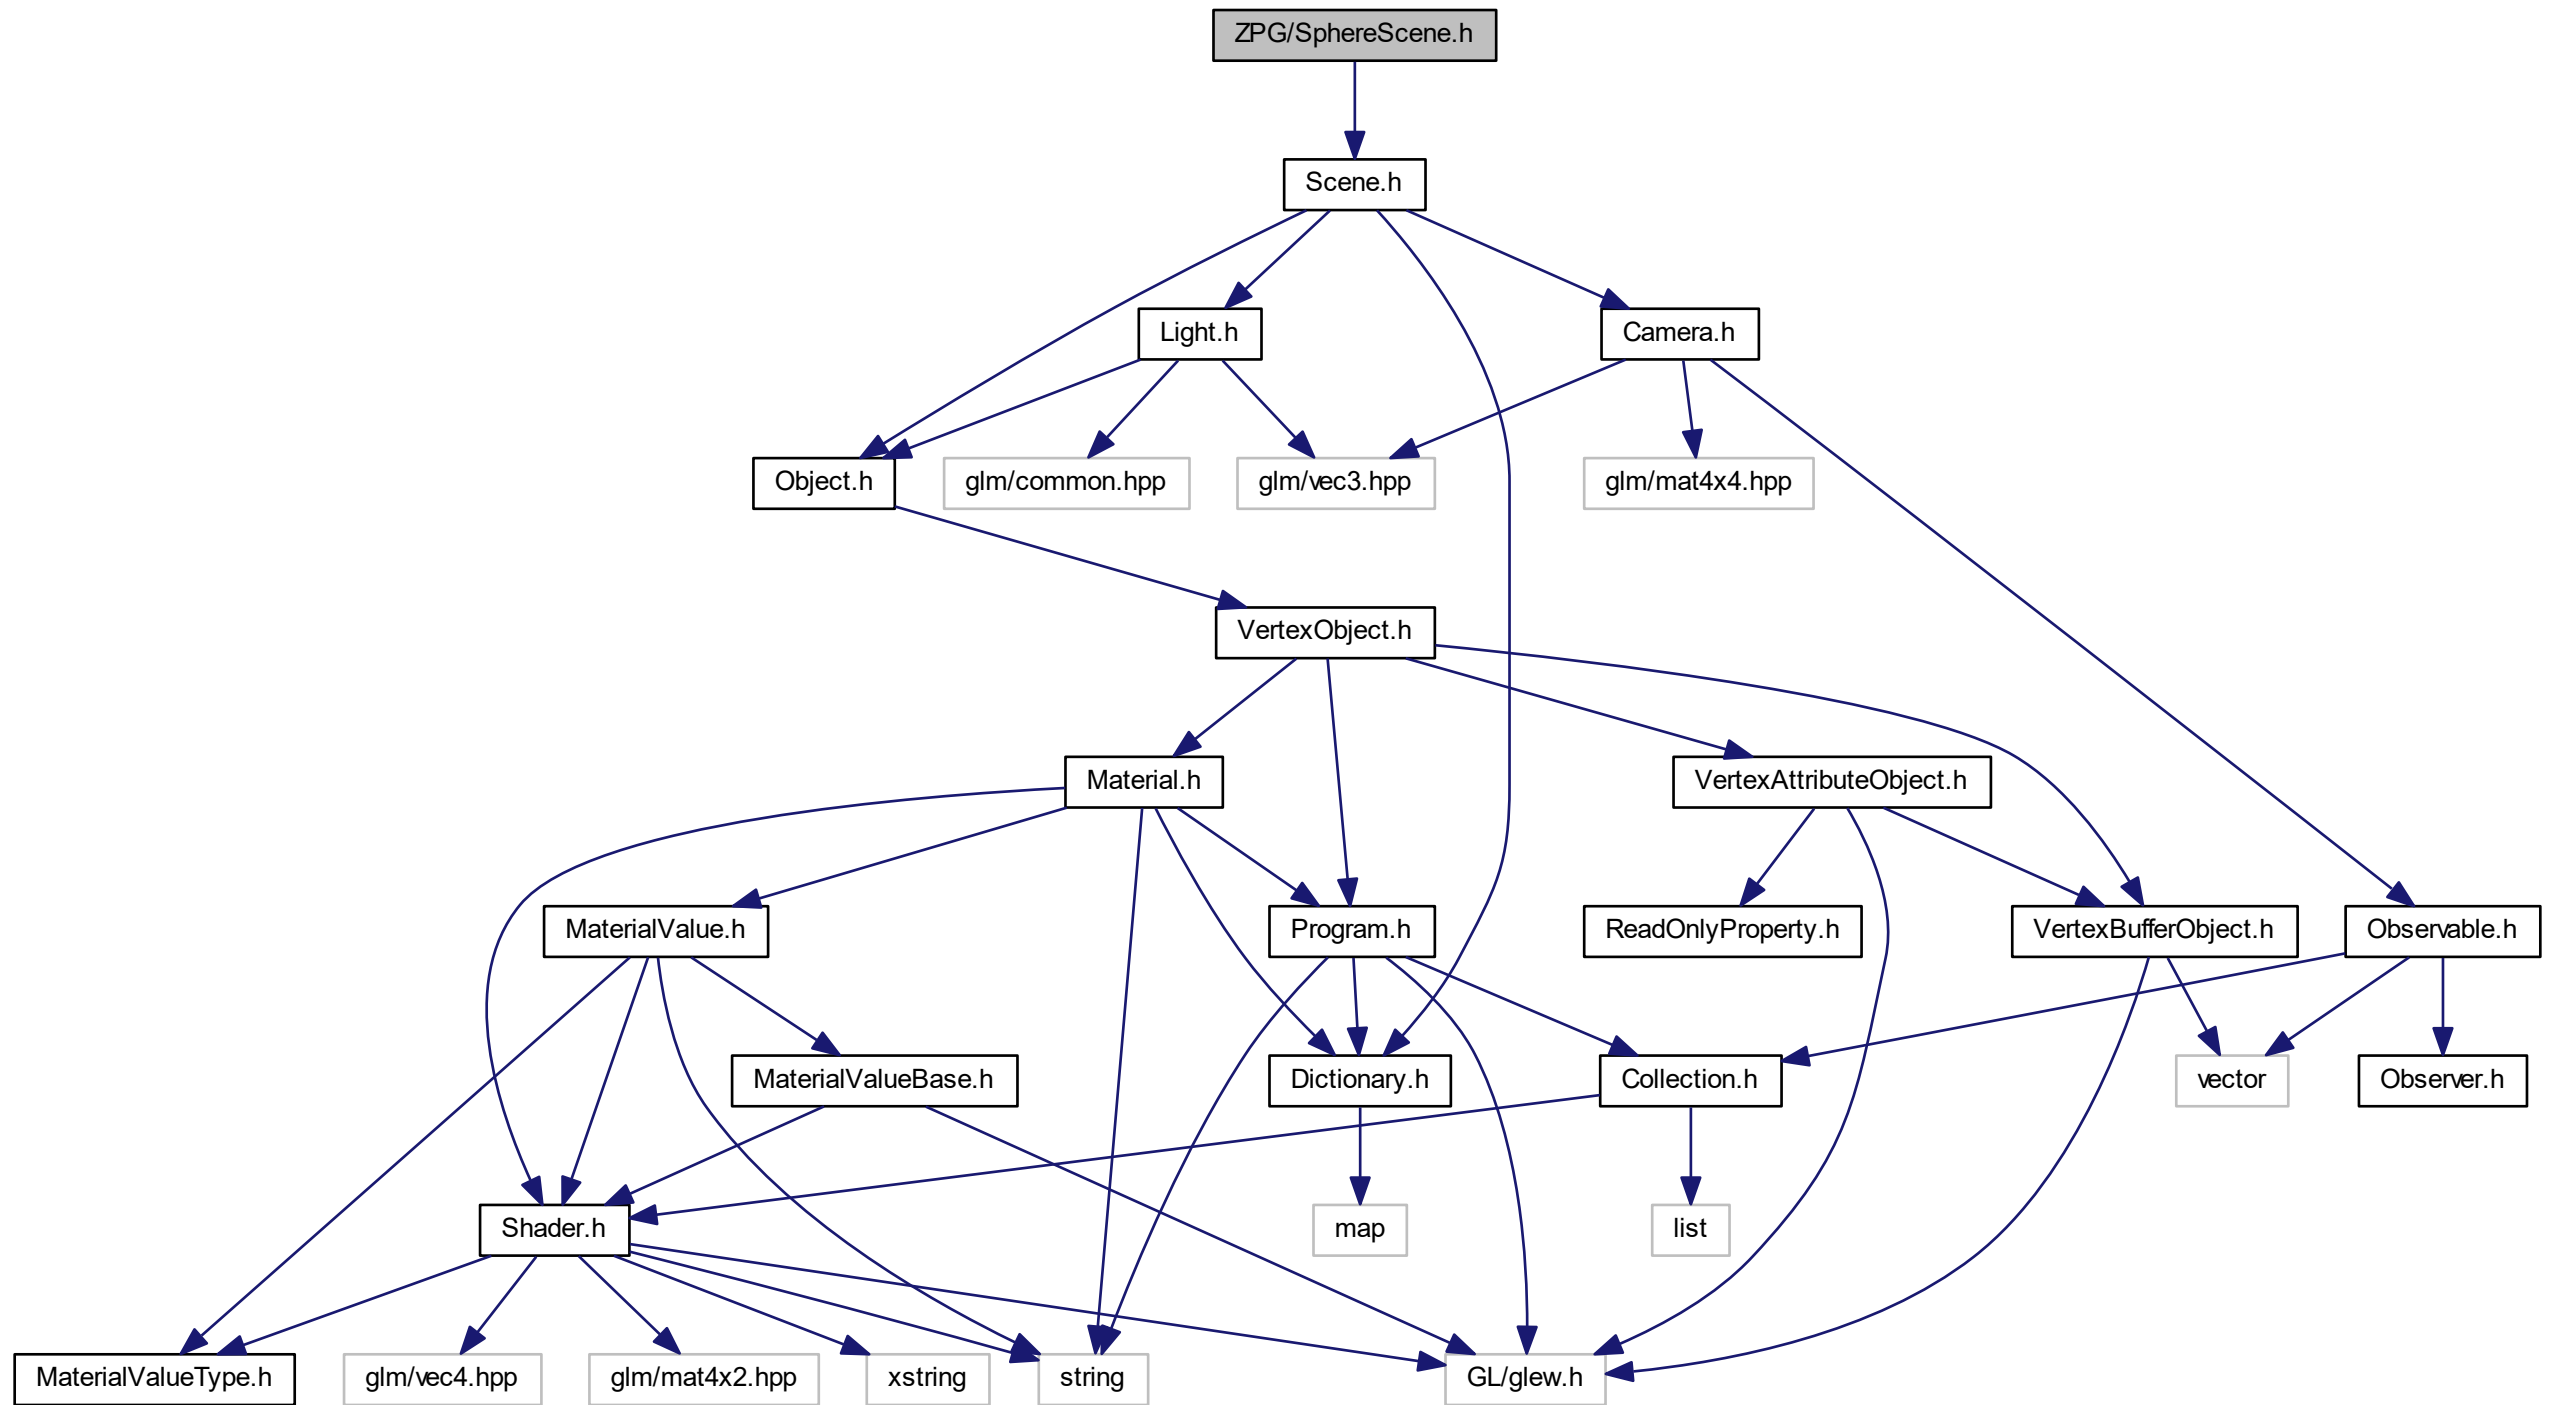 ZPG/SphereScene.h
Scene.h
Light.h
Camera.h
Object.h
glm/common.hpp
glm/vec3.hpp
glm/mat4x4.hpp
VertexObject.h
Material.h
VertexAttributeObject.h
MaterialValue.h
Program.h
ReadOnlyProperty.h
VertexBufferObject.h
Observable.h
MaterialValueBase.h
Dictionary.h
Collection.h
vector
Observer.h
Shader.h
map
list
MaterialValueType.h
glm/vec4.hpp
glm/mat4x2.hpp
xstring
string
GL/glew.h